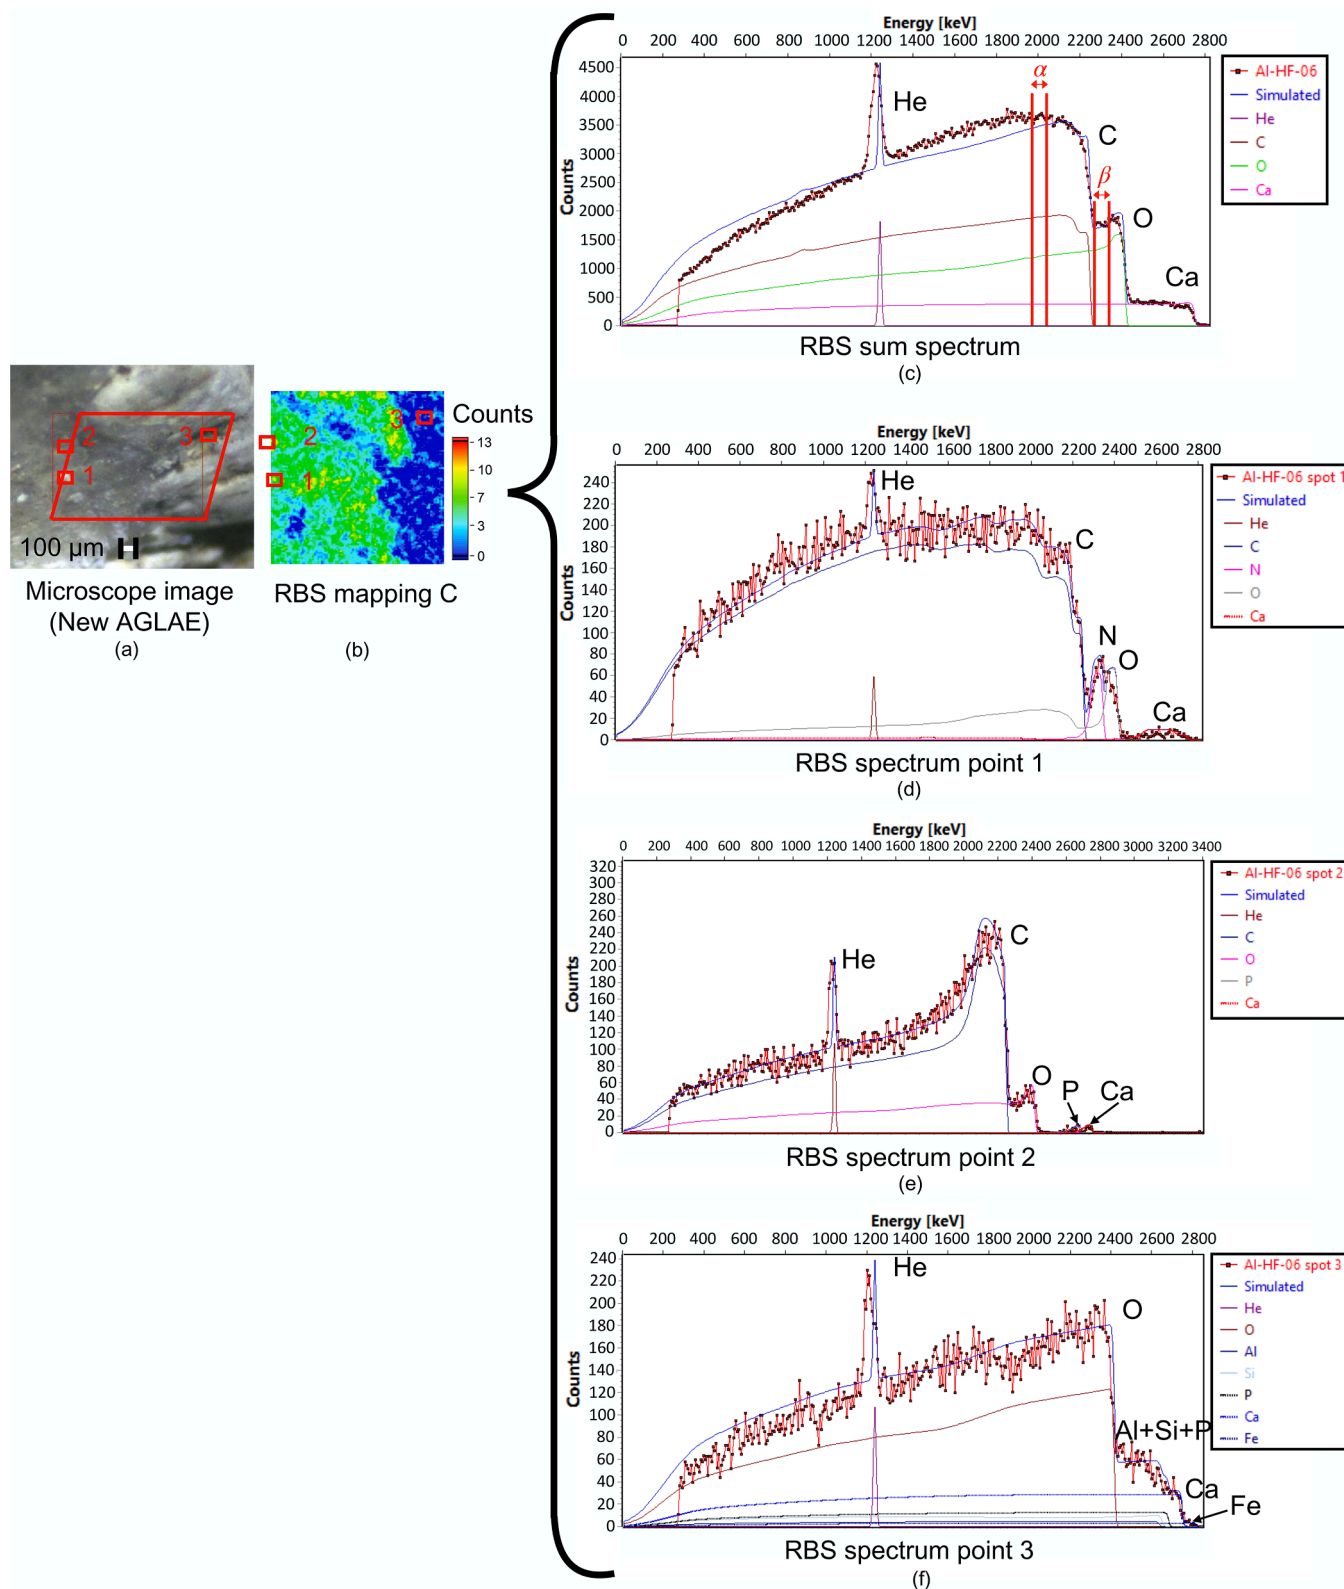 Energy [keV]
0 200 400 600 800 1000 1200 1400 1600 1800 2000 2200 2400 2600 2800
4500
4000
3500
3000
2500
2000
1500
1000
500
0
Counts
He
α
C
β
O
Ca
AI-HF-06
Simulated
He
C
O
Ca
RBS sum spectrum
(c)
2
3
1
100 µm
Microscope image
(New AGLAE)
(a)
3
2
1
Counts
13
10
7
3
0
RBS mapping C
(b)
Energy [keV]
0 200 400 600 800 1000 1200 1400 1600 1800 2000 2200 2400 2600 2800
240
220
200
180
160
140
120
100
80
60
40
20
0
Counts
He
C
N
O
Ca
AI-HF-06 spot 1
Simulated
He
C
N
O
Ca
RBS spectrum point 1
(d)
Energy [keV]
0 200 400 600 800 1000 1200 1400 1600 1800 2000 2200 2400 2600 2800 3000 3200 3400
320
300
280
260
240
220
200
180
160
140
120
100
80
60
40
20
0
Counts
He
C
O
P
Ca
AI-HF-06 spot 2
Simulated
He
C
O
P
Ca
RBS spectrum point 2
(e)
Energy [keV]
0 200 400 600 800 1000 1200 1400 1600 1800 2000 2200 2400 2600 2800
240
220
200
180
160
140
120
100
80
60
40
20
0
Counts
He
O
Al+Si+P
Ca
Fe
AI-HF-06 spot 3
Simulated
He
O
Al
Si
P
Ca
Fe
RBS spectrum point 3
(f)